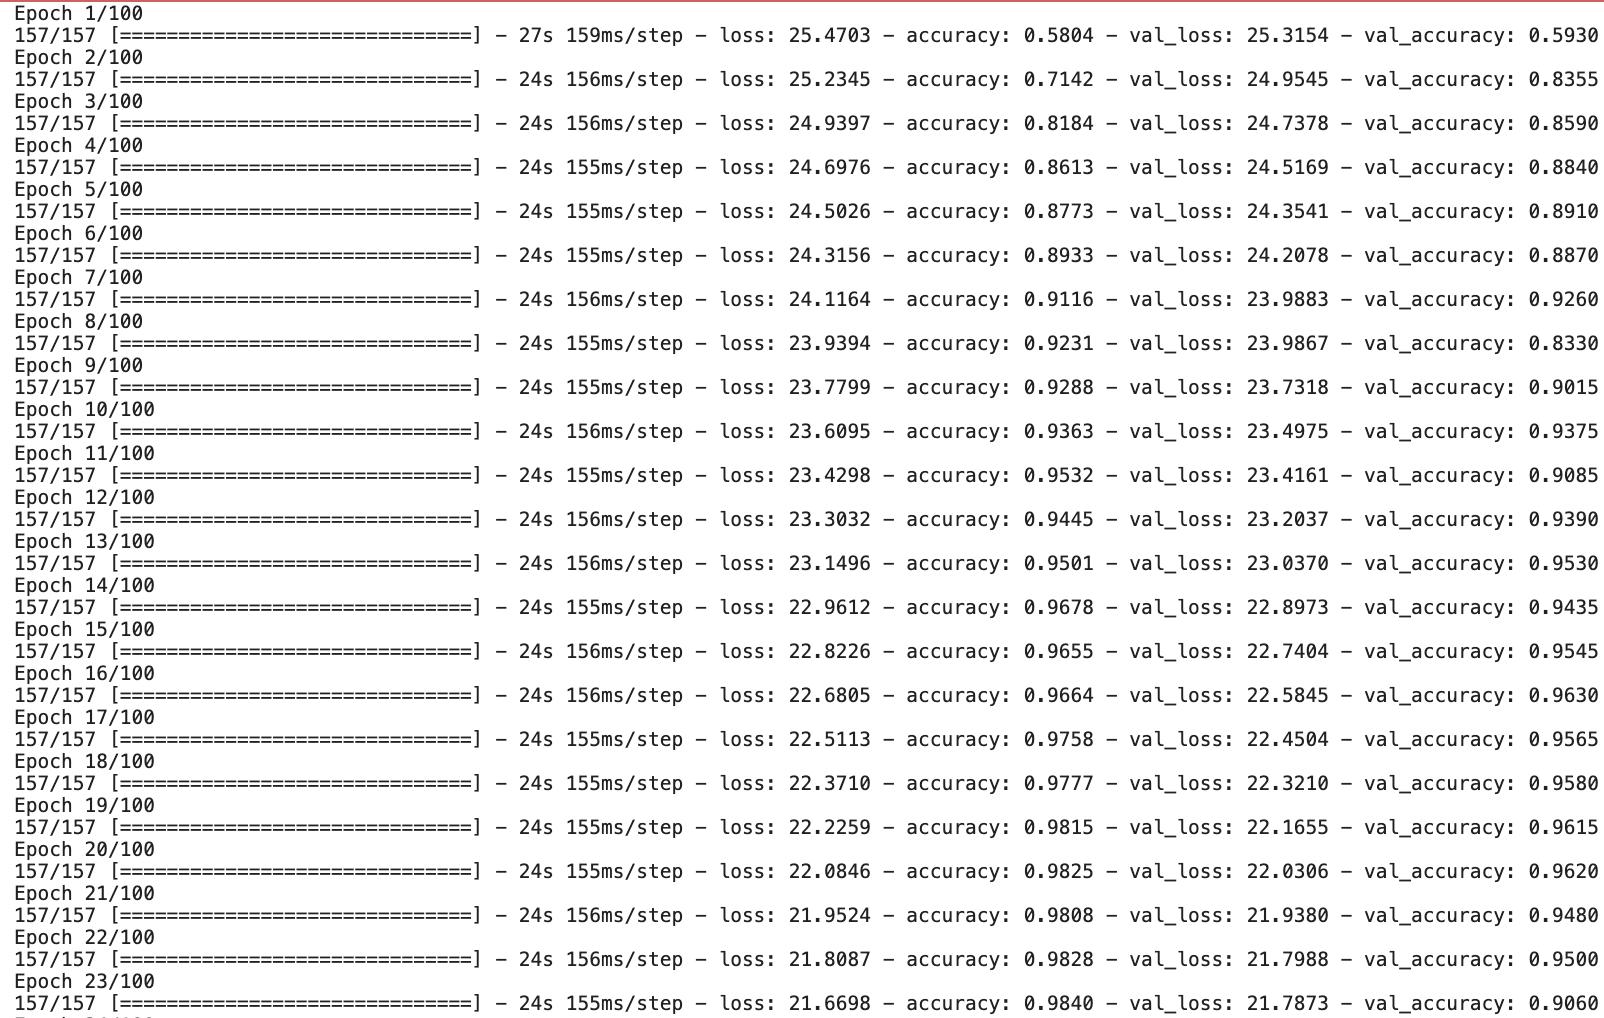 Epoch 1/100
157/157 [==============================] - 27s 159ms/step - loss: 25.4703 - accuracy: 0.5804 - val_loss: 25.3154 - val_accuracy: 0.5930
Epoch 2/100
157/157 [==============================] - 24s 156ms/step - loss: 25.2345 - accuracy: 0.7142 - val_loss: 24.9545 - val_accuracy: 0.8355
Epoch 3/100
157/157 [==============================] - 24s 156ms/step - loss: 24.9397 - accuracy: 0.8184 - val_loss: 24.7378 - val_accuracy: 0.8590
Epoch 4/100
157/157 [==============================] - 24s 155ms/step - loss: 24.6976 - accuracy: 0.8613 - val_loss: 24.5169 - val_accuracy: 0.8840
Epoch 5/100
157/157 [==============================] - 24s 155ms/step - loss: 24.5026 - accuracy: 0.8773 - val_loss: 24.3541 - val_accuracy: 0.8910
Epoch 6/100
157/157 [==============================] - 24s 155ms/step - loss: 24.3156 - accuracy: 0.8933 - val_loss: 24.2078 - val_accuracy: 0.8870
Epoch 7/100
157/157 [==============================] - 24s 156ms/step - loss: 24.1164 - accuracy: 0.9116 - val_loss: 23.9883 - val_accuracy: 0.9260
Epoch 8/100
157/157 [==============================] - 24s 155ms/step - loss: 23.9394 - accuracy: 0.9231 - val_loss: 23.9867 - val_accuracy: 0.8330
Epoch 9/100
157/157 [==============================] - 24s 155ms/step - loss: 23.7799 - accuracy: 0.9288 - val_loss: 23.7318 - val_accuracy: 0.9015
Epoch 10/100
157/157 [==============================] - 24s 156ms/step - loss: 23.6095 - accuracy: 0.9363 - val_loss: 23.4975 - val_accuracy: 0.9375
Epoch 11/100
157/157 [==============================] - 24s 155ms/step - loss: 23.4298 - accuracy: 0.9532 - val_loss: 23.4161 - val_accuracy: 0.9085
Epoch 12/100
157/157 [==============================] - 24s 156ms/step - loss: 23.3032 - accuracy: 0.9445 - val_loss: 23.2037 - val_accuracy: 0.9390
Epoch 13/100
157/157 [==============================] - 24s 156ms/step - loss: 23.1496 - accuracy: 0.9501 - val_loss: 23.0370 - val_accuracy: 0.9530
Epoch 14/100
157/157 [==============================] - 24s 155ms/step - loss: 22.9612 - accuracy: 0.9678 - val_loss: 22.8973 - val_accuracy: 0.9435
Epoch 15/100
157/157 [==============================] - 24s 156ms/step - loss: 22.8226 - accuracy: 0.9655 - val_loss: 22.7404 - val_accuracy: 0.9545
Epoch 16/100
157/157 [==============================] - 24s 156ms/step - loss: 22.6805 - accuracy: 0.9664 - val_loss: 22.5845 - val_accuracy: 0.9630
Epoch 17/100
157/157 [==============================] - 24s 155ms/step - loss: 22.5113 - accuracy: 0.9758 - val_loss: 22.4504 - val_accuracy: 0.9565
Epoch 18/100
157/157 [==============================] - 24s 155ms/step - loss: 22.3710 - accuracy: 0.9777 - val_loss: 22.3210 - val_accuracy: 0.9580
Epoch 19/100
157/157 [==============================] - 24s 155ms/step - loss: 22.2259 - accuracy: 0.9815 - val_loss: 22.1655 - val_accuracy: 0.9615
Epoch 20/100
157/157 [==============================] - 24s 155ms/step - loss: 22.0846 - accuracy: 0.9825 - val_loss: 22.0306 - val_accuracy: 0.9620
Epoch 21/100
157/157 [==============================] - 24s 156ms/step - loss: 21.9524 - accuracy: 0.9808 - val_loss: 21.9380 - val_accuracy: 0.9480
Epoch 22/100
157/157 [==============================] - 24s 156ms/step - loss: 21.8087 - accuracy: 0.9828 - val_loss: 21.7988 - val_accuracy: 0.9500
Epoch 23/100
157/157 [==============================] - 24s 155ms/step - loss: 21.6698 - accuracy: 0.9840 - val_loss: 21.7873 - val_accuracy: 0.9060